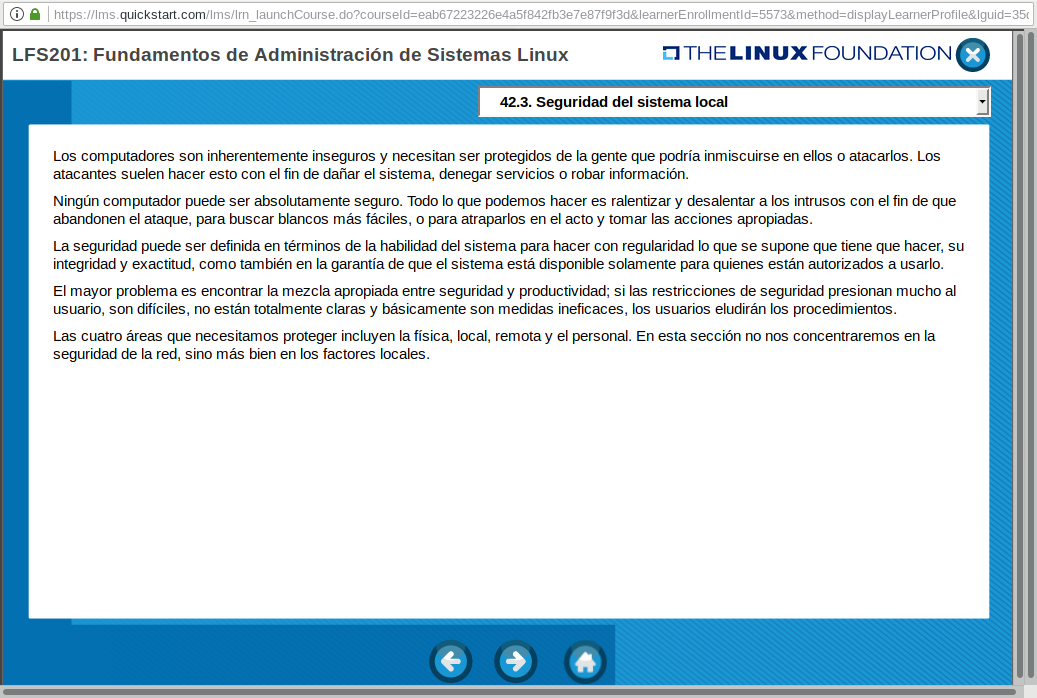 https://lms.quickstart.com/lms/lrn_launchCourse.do?courseId=eab67223226e4a5f842fb3e7e87f9f3d&learnerEnrollmentId=5573&method=displayLearnerProfile&lguid=35c
LFS201: Fundamentos de Administración de Sistemas Linux
THE LINUX FOUNDATION
42.3. Seguridad del sistema local
Los computadores son inherentemente inseguros y necesitan ser protegidos de la gente que podría inmiscuirse en ellos o atacarlos. Los
atacantes suelen hacer esto con el fin de dañar el sistema, denegar servicios o robar información.
Ningún computador puede ser absolutamente seguro. Todo lo que podemos hacer es ralentizar y desalentar a los intrusos con el fin de que
abandonen el ataque, para buscar blancos más fáciles, o para atraparlos en el acto y tomar las acciones apropiadas.
La seguridad puede ser definida en términos de la habilidad del sistema para hacer con regularidad lo que se supone que tiene que hacer, su
integridad y exactitud, como también en la garantía de que el sistema está disponible solamente para quienes están autorizados a usarlo.
El mayor problema es encontrar la mezcla apropiada entre seguridad y productividad; si las restricciones de seguridad presionan mucho al
usuario, son difíciles, no están totalmente claras y básicamente son medidas ineficaces, los usuarios eludirán los procedimientos.
Las cuatro áreas que necesitamos proteger incluyen la física, local, remota y el personal. En esta sección no nos concentraremos en la
seguridad de la red, sino más bien en los factores locales.